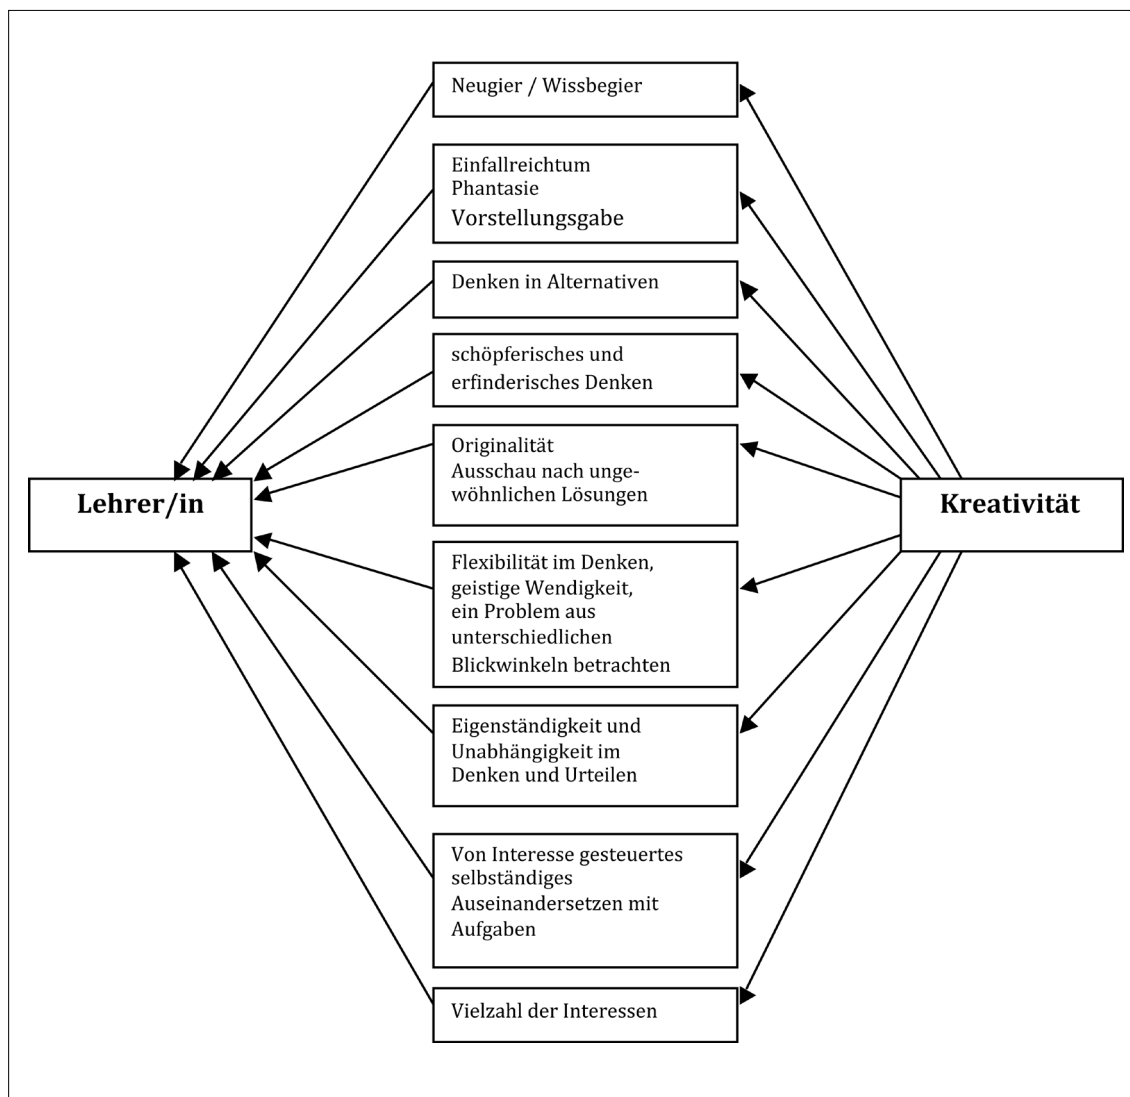 Neugier / Wissbegier
Einfallreichtum
Phantasie
Vorstellungsgabe
Denken in Alternativen
schöpferisches und
erfinderisches Denken
Originalität
Ausschau nach unge-
wöhnlichen Lösungen
Lehrer/in
Kreativität
Flexibilität im Denken,
geistige Wendigkeit,
ein Problem aus
unterschiedlichen
Blickwinkeln betrachten
Eigenständigkeit und
Unabhängigkeit im
Denken und Urteilen
Von Interesse gesteuertes
selbständiges
Auseinandersetzen mit
Aufgaben
Vielzahl der Interessen